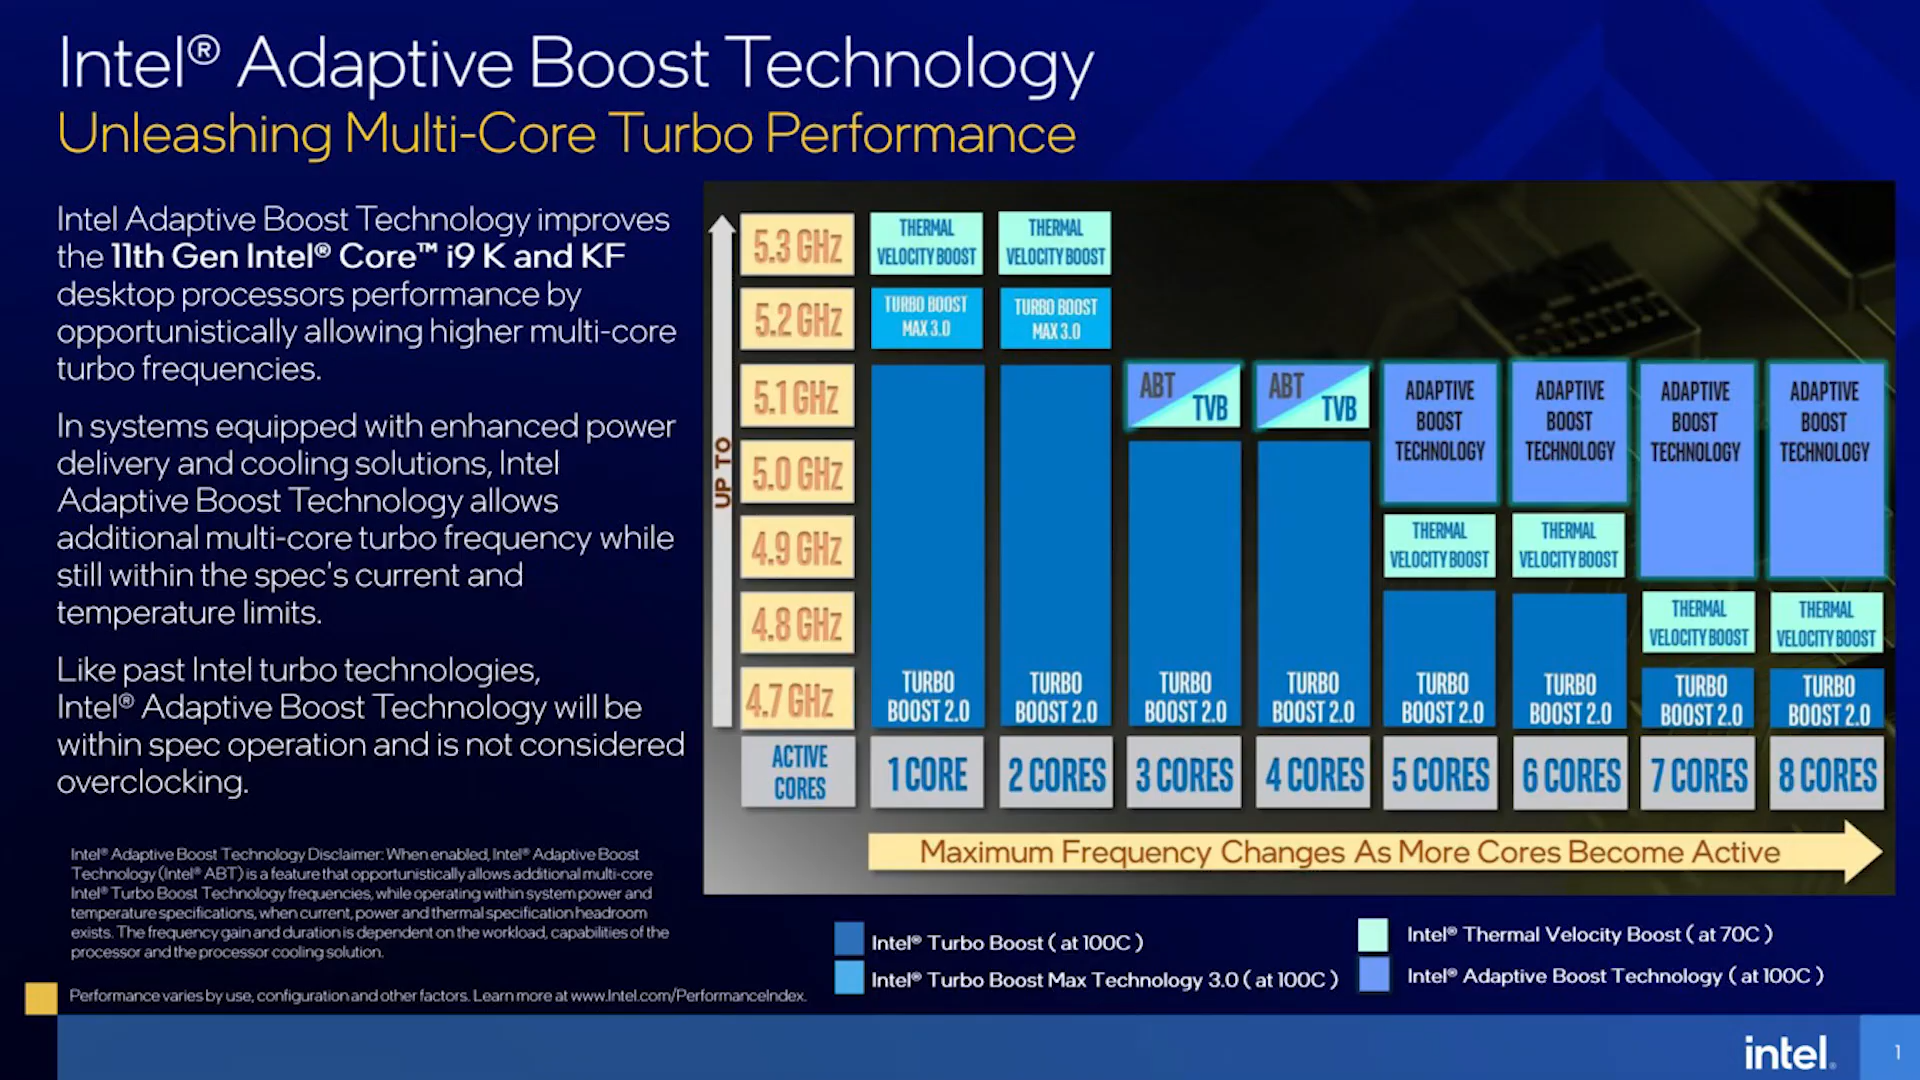 Intel® Adaptive Boost Technology
Unleashing Multi-Core Turbo Performance
Intel Adaptive Boost Technology improves
the 11th Gen Intel® Core™ i9 K and KF
desktop processors performance by
opportunistically allowing higher multi-core
turbo frequencies.
In systems equipped with enhanced power
delivery and cooling solutions, Intel
Adaptive Boost Technology allows
additional multi-core turbo frequency while
still within the spec's current and
temperature limits.
Like past Intel turbo technologies,
Intel® Adaptive Boost Technology will be
within spec operation and is not considered
overclocking.
Intel® Adaptive Boost Technology Disclaimer: When enabled, Intel® Adaptive Boost
Technology (Intel® ABT) is a feature that opportunistically allows additional multi-core
Intel® Turbo Boost Technology frequencies, while operating within system power and
temperature specifications, when current, power and thermal specification headroom
exists. The frequency gain and duration is dependent on the workload, capabilities of the
processor and the processor cooling solution.
Performance varies by use, configuration and other factors. Learn more at www.Intel.com/PerformanceIndex.
UP TO
5.3 GHz
THERMAL
VELOCITY BOOST
THERMAL
VELOCITY BOOST
5.2 GHz
TURBO BOOST
MAX 3.0
TURBO BOOST
MAX 3.0
5.1 GHz
ABT
TVB
ABT
TVB
ADAPTIVE
BOOST
TECHNOLOGY
ADAPTIVE
BOOST
TECHNOLOGY
ADAPTIVE
BOOST
TECHNOLOGY
ADAPTIVE
BOOST
TECHNOLOGY
5.0 GHz
4.9 GHz
THERMAL
VELOCITY BOOST
THERMAL
VELOCITY BOOST
4.8 GHz
THERMAL
VELOCITY BOOST
THERMAL
VELOCITY BOOST
4.7 GHz
TURBO
BOOST 2.0
TURBO
BOOST 2.0
TURBO
BOOST 2.0
TURBO
BOOST 2.0
TURBO
BOOST 2.0
TURBO
BOOST 2.0
TURBO
BOOST 2.0
TURBO
BOOST 2.0
ACTIVE
CORES
1 CORE
2 CORES
3 CORES
4 CORES
5 CORES
6 CORES
7 CORES
8 CORES
Maximum Frequency Changes As More Cores Become Active
Intel® Turbo Boost ( at 100C )
Intel® Turbo Boost Max Technology 3.0 ( at 100C )
Intel® Thermal Velocity Boost ( at 70C )
Intel® Adaptive Boost Technology ( at 100C )
intel.
1